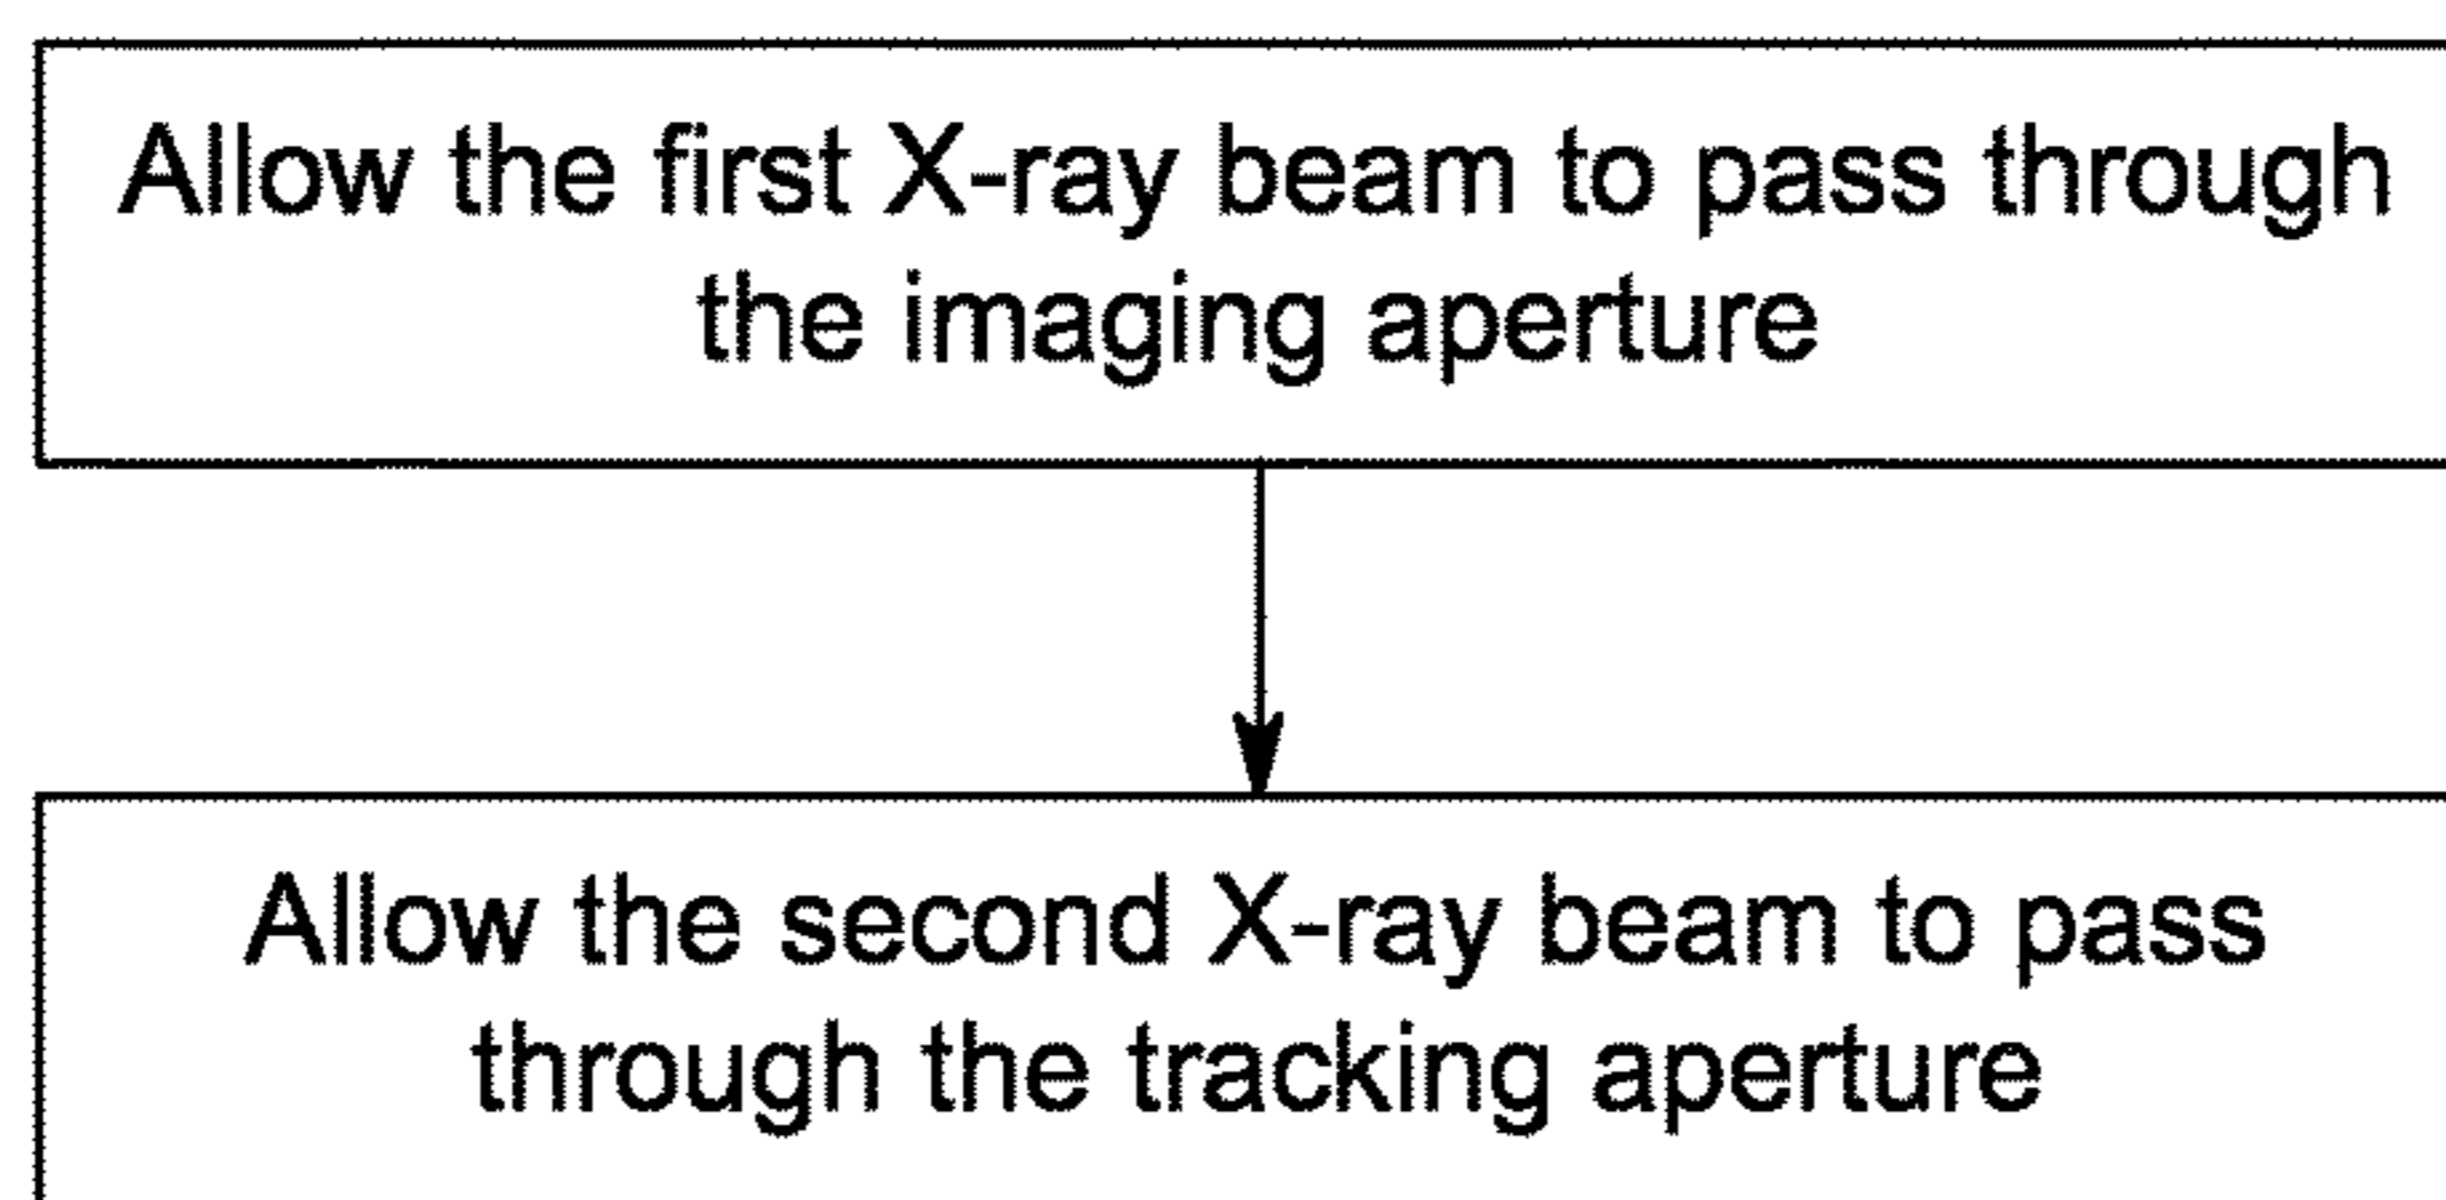 Allow the first X-ray beam to pass through
the imaging aperture
Allow the second X-ray beam to pass
through the tracking aperture